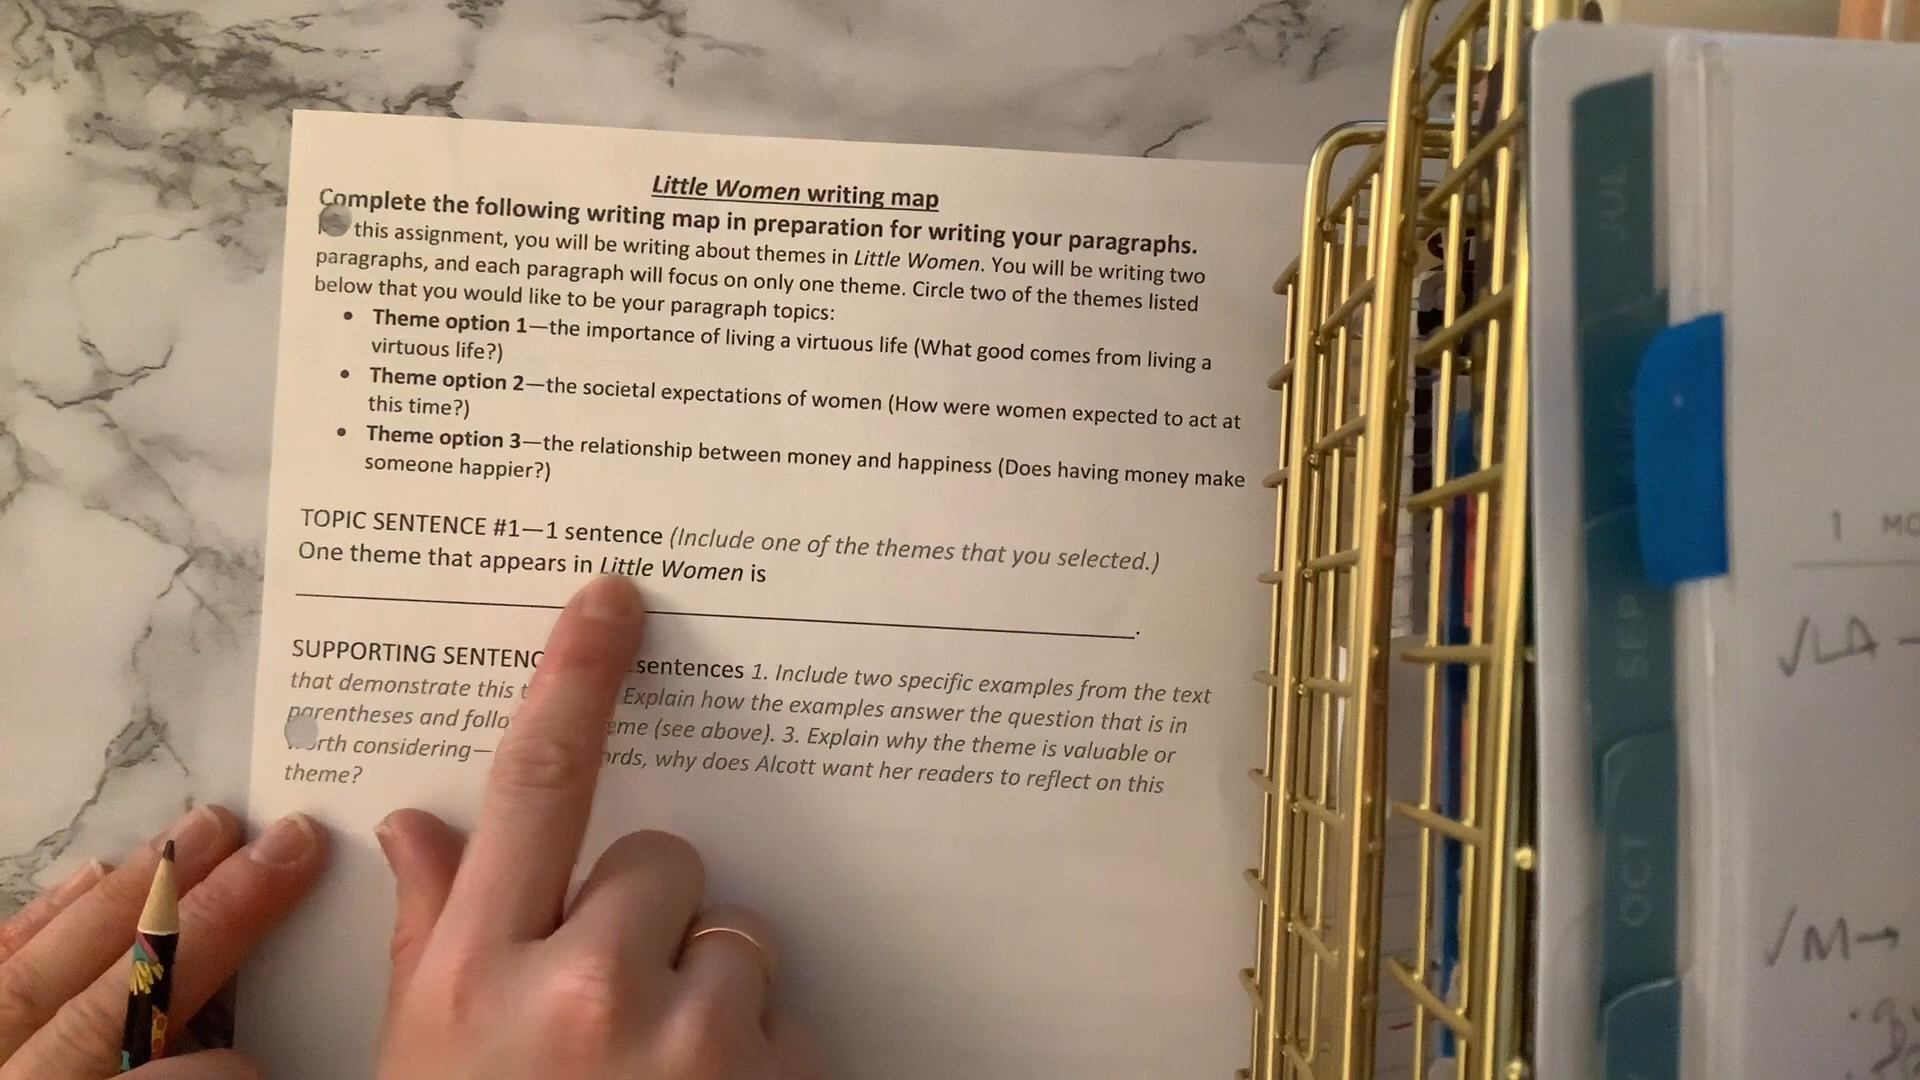 Little Women writing map
Complete the following writing map in preparation for writing your paragraphs.
this assignment, you will be writing about themes in Little Women. You will be writing two
paragraphs, and each paragraph will focus on only one theme. Circle two of the themes listed
below that you would like to be your paragraph topics:
• Theme option 1—the importance of living a virtuous life (What good comes from living a
virtuous life?)
• Theme option 2—the societal expectations of women (How were women expected to act at
this time?)
• Theme option 3—the relationship between money and happiness (Does having money make
someone happier?)
TOPIC SENTENCE #1—1 sentence (Include one of the themes that you selected.)
One theme that appears in Little Women is
SUPPORTING sentences 1. Include two specific examples from the text
that demonstrate this Explain how the examples answer the question that is in
parentheses and (see above). 3. Explain why the theme is valuable or
considering— why does Alcott want her readers to reflect on this
theme?
JUL
SEP
OCT
1 MO
√LA -
√M→